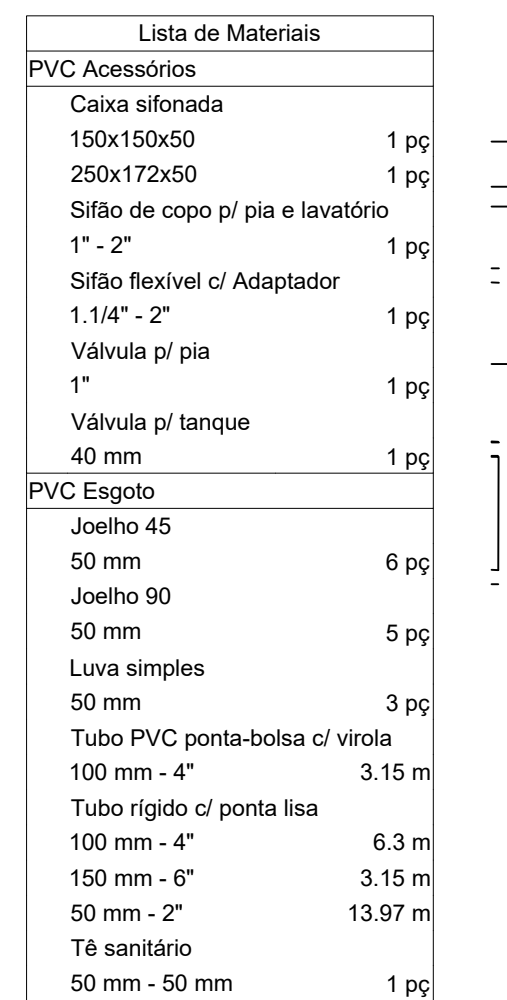 Lista de Materiais
PVC Acessórios
Caixa sifonada
150x150x50 1 pç
250x172x50 1 pç
Sifão de copo p/ pia e lavatório
1" - 2" 1 pç
Sifão flexível c/ Adaptador
1.1/4" - 2" 1 pç
Válvula p/ pia
1" 1 pç
Válvula p/ tanque
40 mm 1 pç
PVC Esgoto
Joelho 45
50 mm 6 pç
Joelho 90
50 mm 5 pç
Luva simples
50 mm 3 pç
Tubo PVC ponta-bolsa c/ virola
100 mm - 4" 3.15 m
Tubo rígido c/ ponta lisa
100 mm - 4" 6.3 m
150 mm - 6" 3.15 m
50 mm - 2" 13.97 m
Tê sanitário
50 mm - 50 mm 1 pç